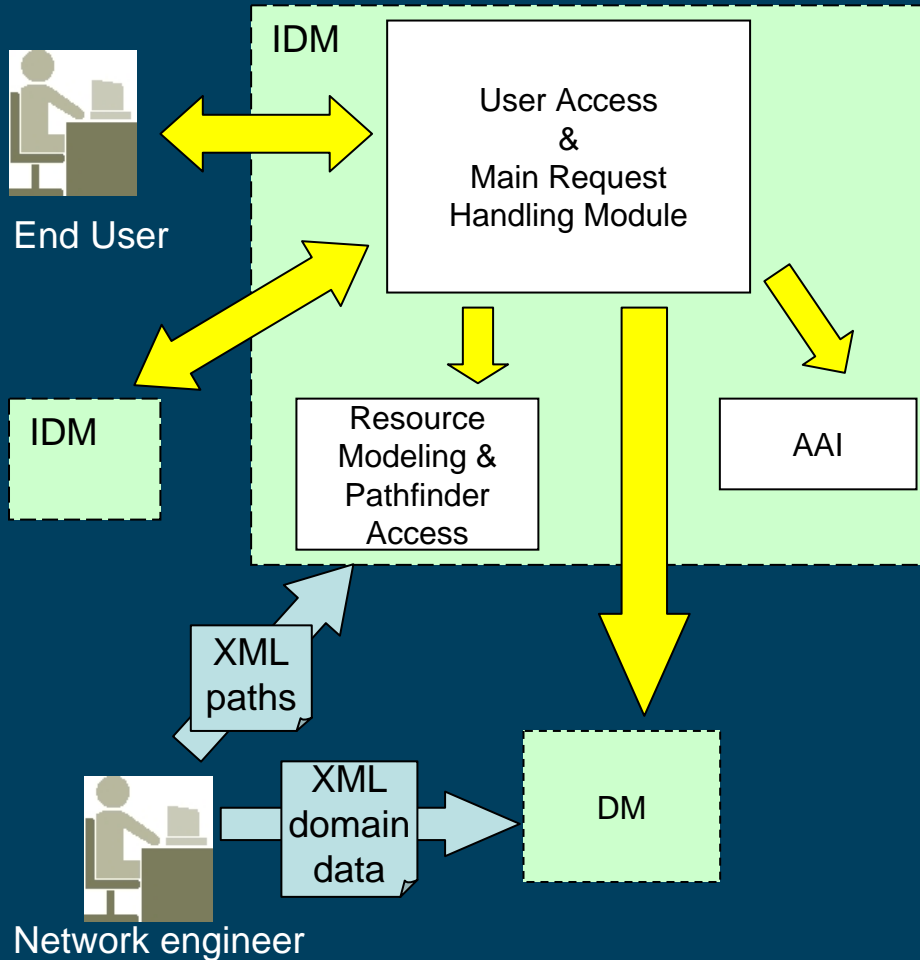 IDM
User Access
&
Main Request
Handling Module
End User
IDM
Resource
Modeling &
Pathfinder
Access
AAI
XML
paths
XML
domain
data
DM
Network engineer